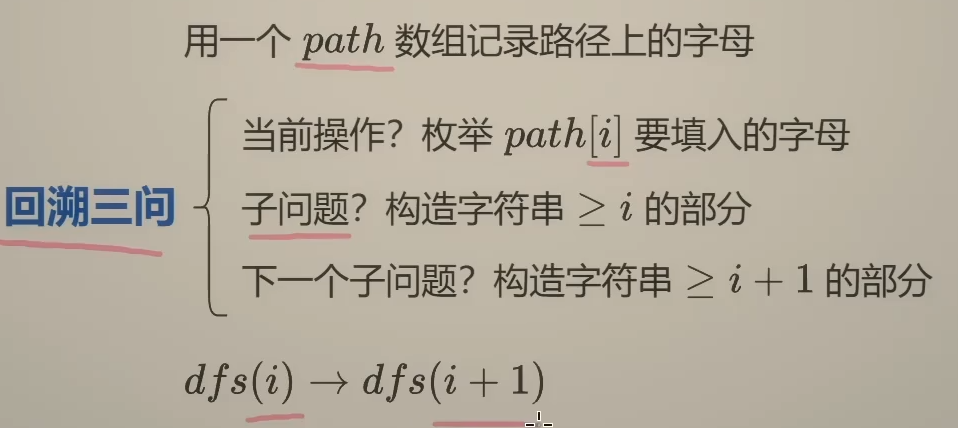 用一个 path 数组记录路径上的字母
回溯三问
当前操作？枚举 path[i] 要填入的字母
子问题？构造字符串 ≥ i 的部分
下一个子问题？构造字符串 ≥ i + 1 的部分
dfs(i) → dfs(i + 1)